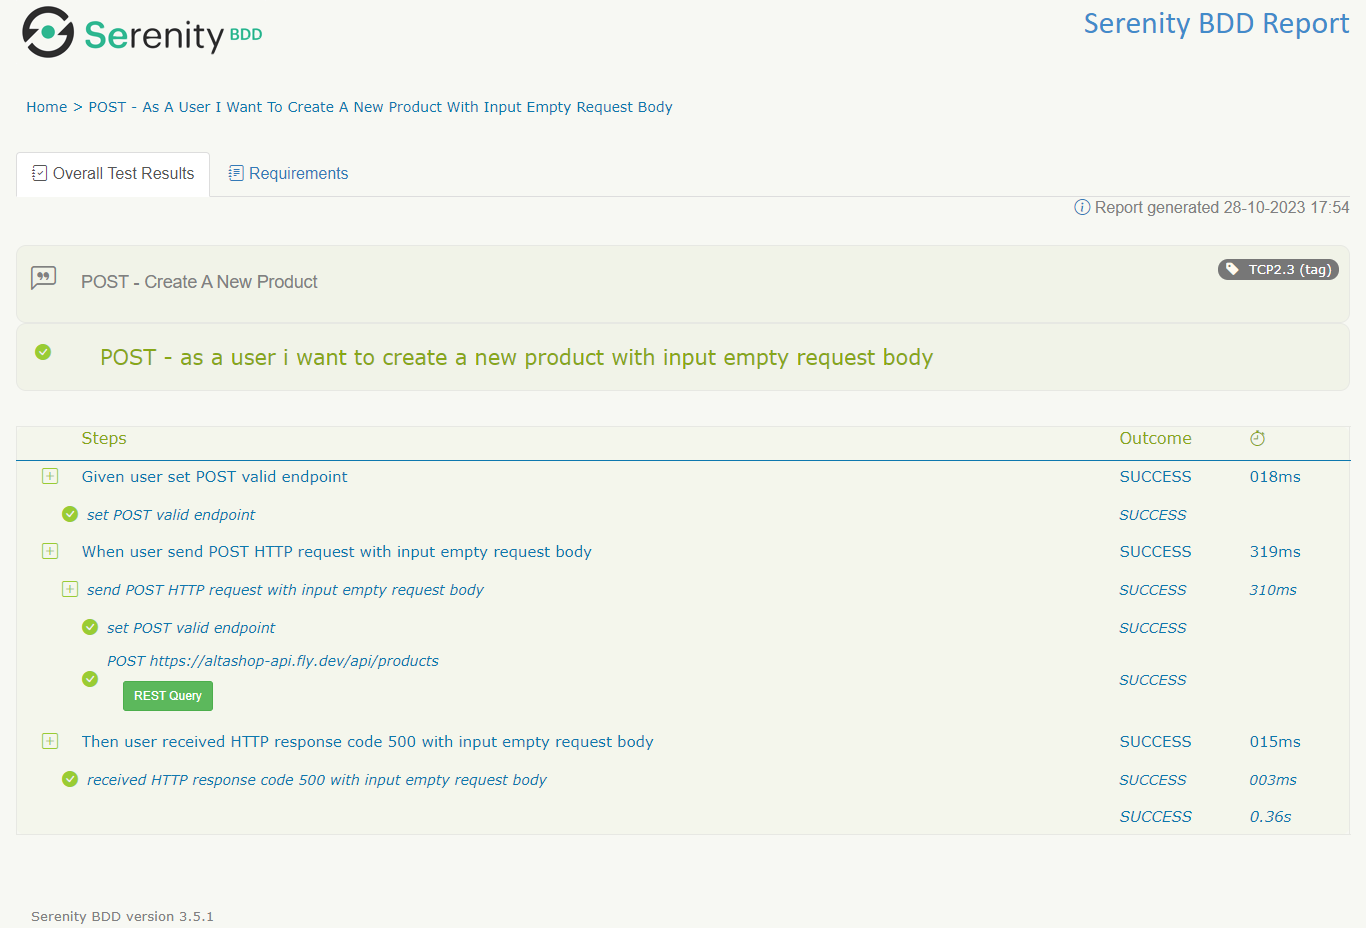 Serenity BDD
Serenity BDD Report
Home > POST - As A User I Want To Create A New Product With Input Empty Request Body
Overall Test Results
Requirements
Report generated 28-10-2023 17:54
POST - Create A New Product
TCP2.3 (tag)
POST - as a user i want to create a new product with input empty request body
Steps Outcome
Given user set POST valid endpoint SUCCESS 018ms
set POST valid endpoint SUCCESS
When user send POST HTTP request with input empty request body SUCCESS 319ms
send POST HTTP request with input empty request body SUCCESS 310ms
set POST valid endpoint SUCCESS
POST https://altashop-api.fly.dev/api/products
SUCCESS
REST Query
Then user received HTTP response code 500 with input empty request body SUCCESS 015ms
received HTTP response code 500 with input empty request body SUCCESS 003ms
SUCCESS 0.36s
Serenity BDD version 3.5.1